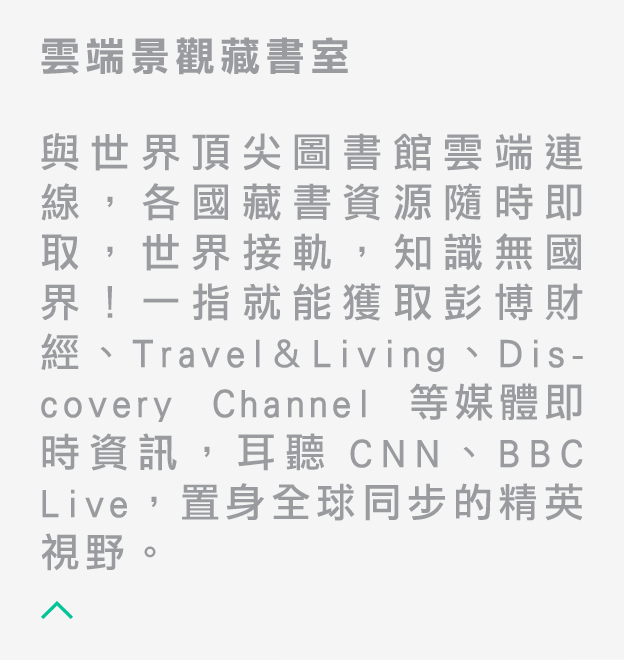 雲端景觀藏書室
與世界頂尖圖書館雲端連
線，各國藏書資源隨時即
取，世界接軌，知識無國
界！一指就能獲取彭博財
經、Travel&Living、Dis-
covery Channel 等媒體即
時資訊，耳聽 CNN、BBC
Live，置身全球同步的精英
視野。